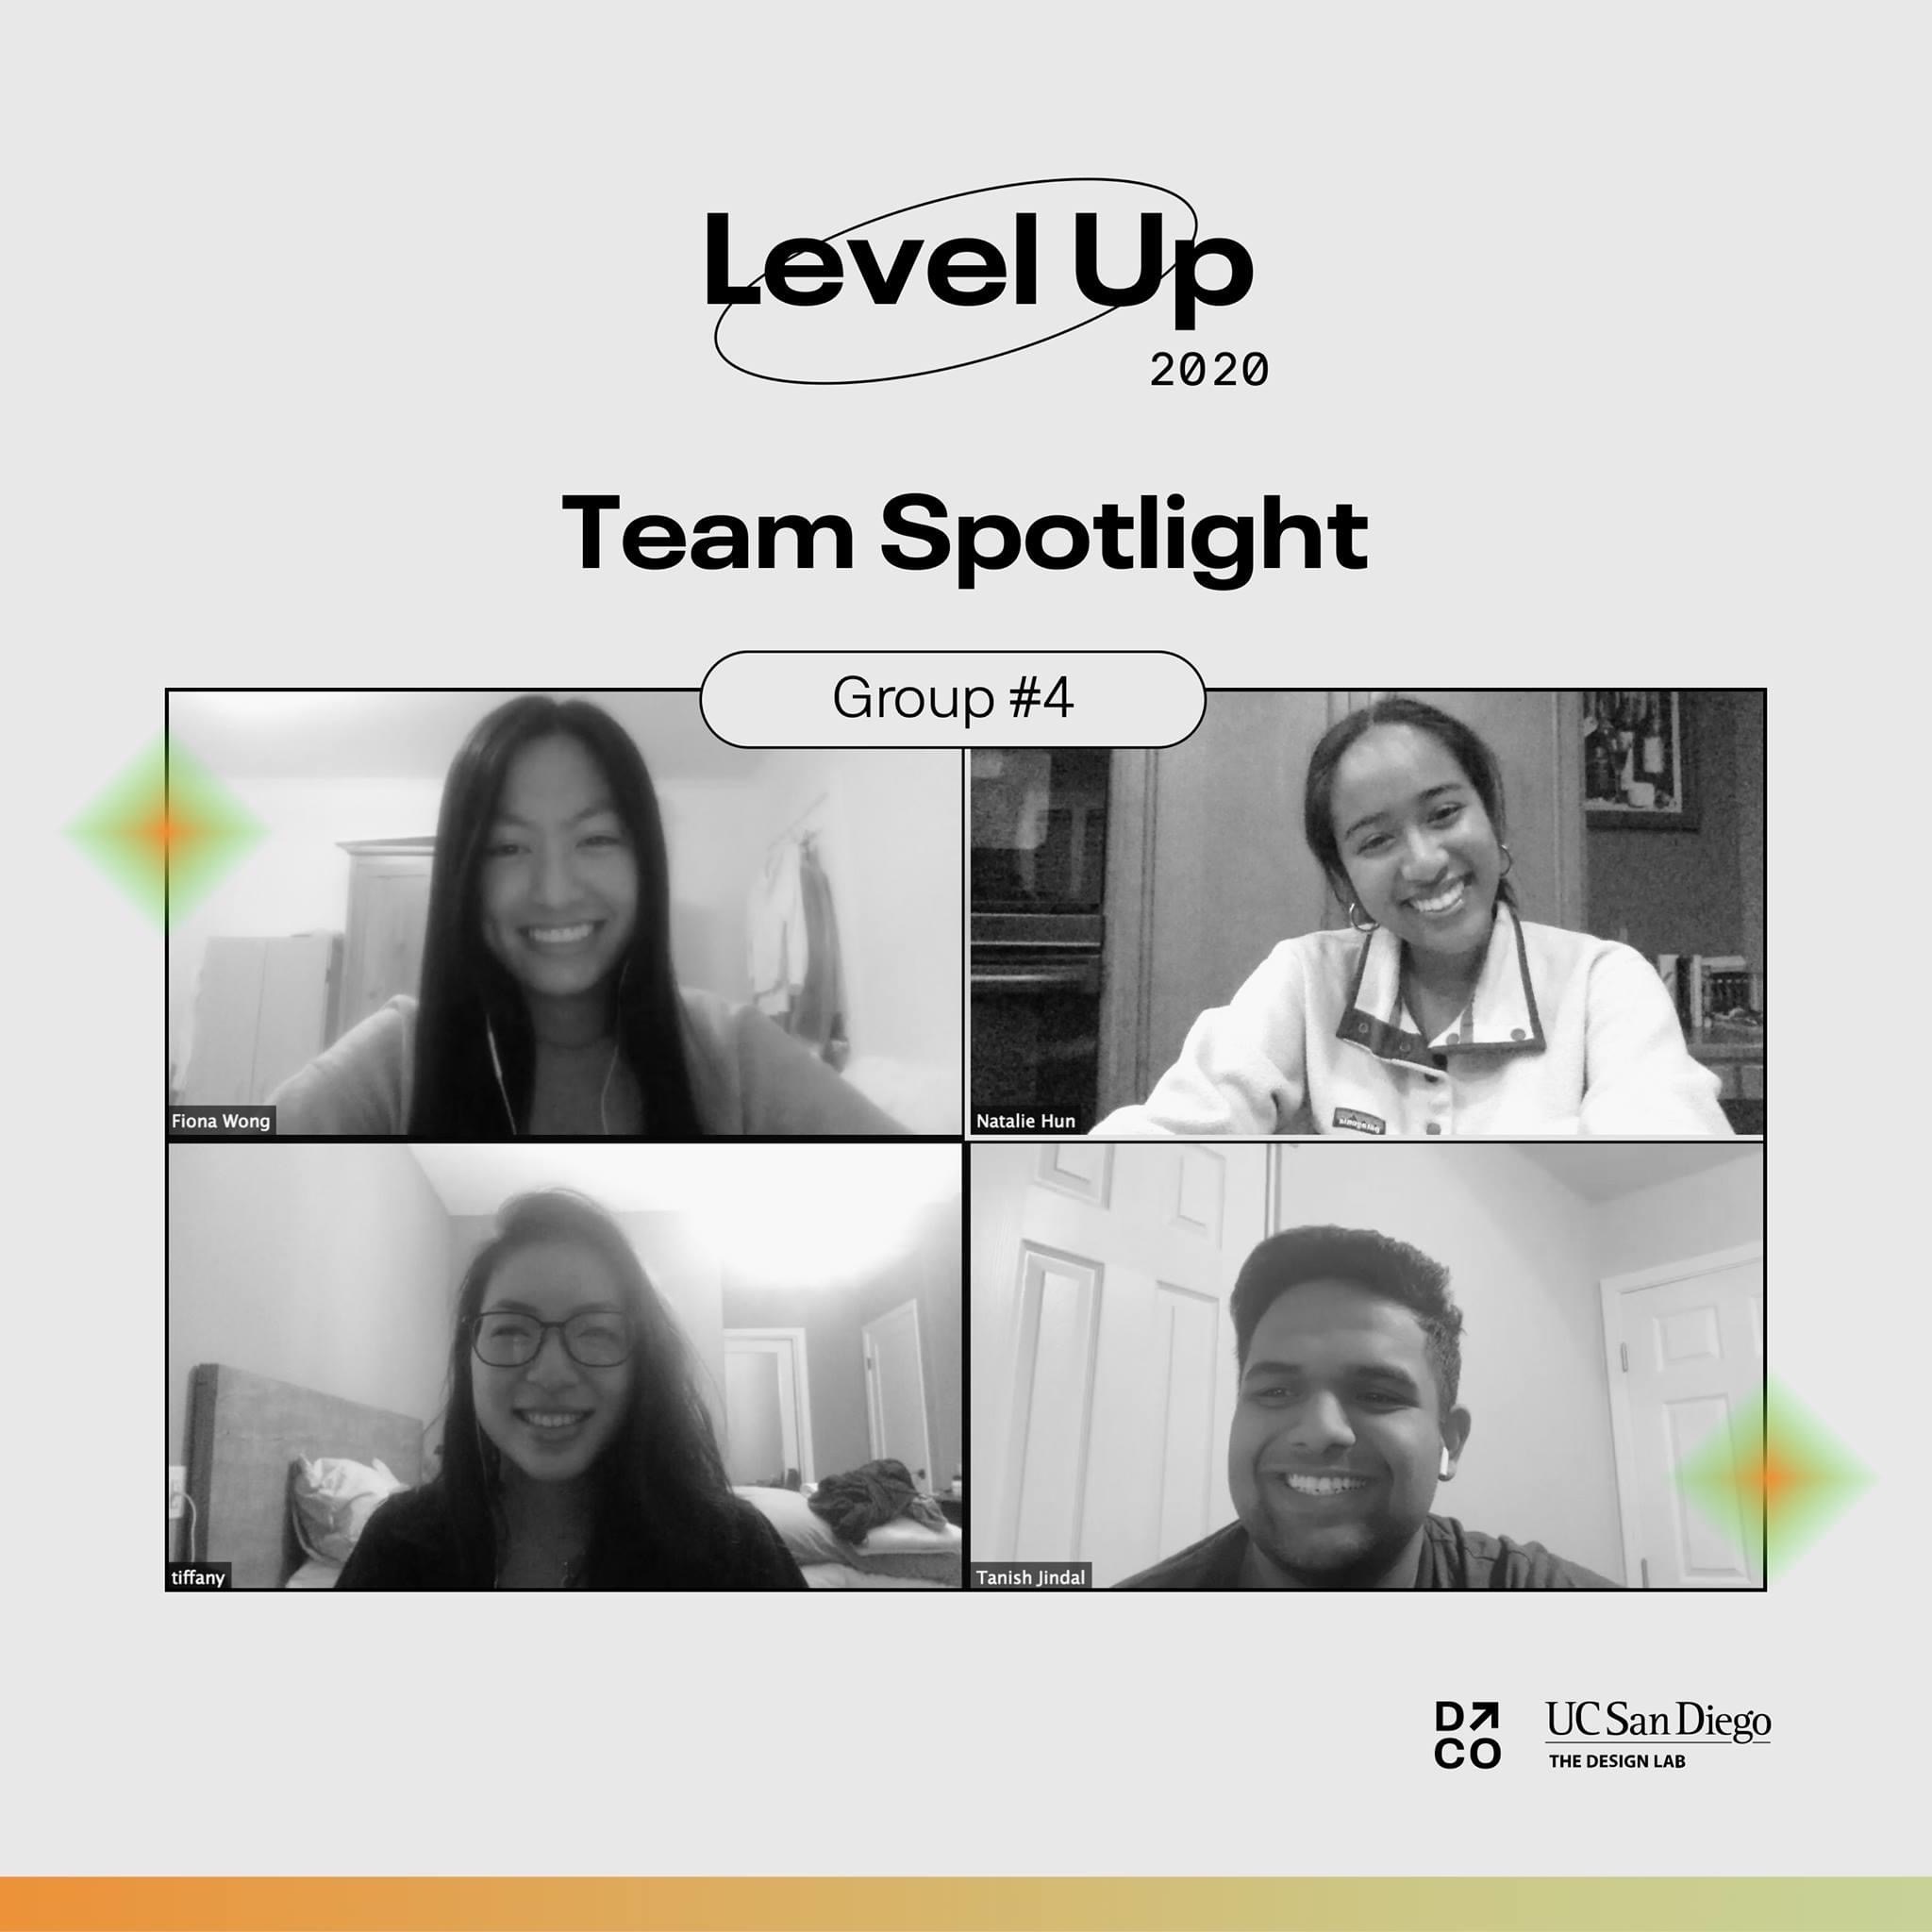 Level Up
2020
Team Spotlight
Group #4
Fiona Wong
Natalie Hun
tiffany
Tanish Jindal
D↗
CO
UC San Diego
THE DESIGN LAB